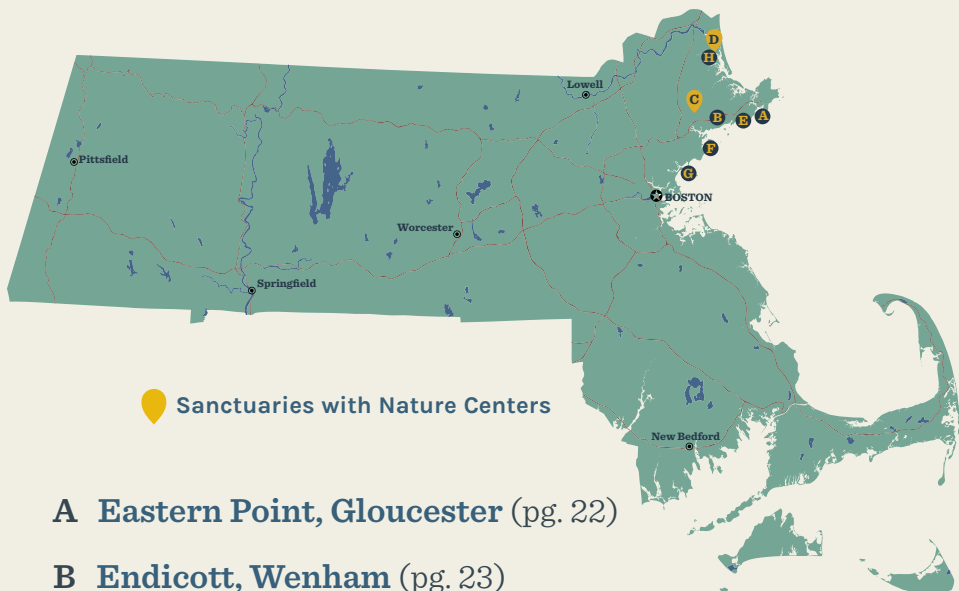 D
H
Lowell
C
B
E
A
F
Pittsfield
G
BOSTON
Worcester
Springfield
Sanctuaries with Nature Centers
New Bedford
A Eastern Point, Gloucester (pg. 22)
B Endicott, Wenham (pg. 23)